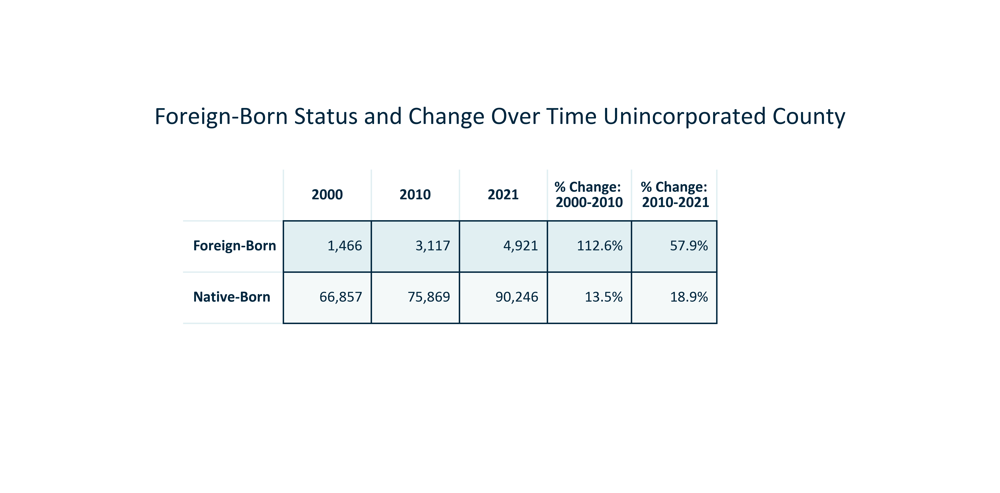 Foreign-Born Status and Change Over Time Unincorporated County
2000 2010 2021 % Change: 2000-2010 % Change: 2010-2021
Foreign-Born 1,466 3,117 4,921 112.6% 57.9%
Native-Born 66,857 75,869 90,246 13.5% 18.9%